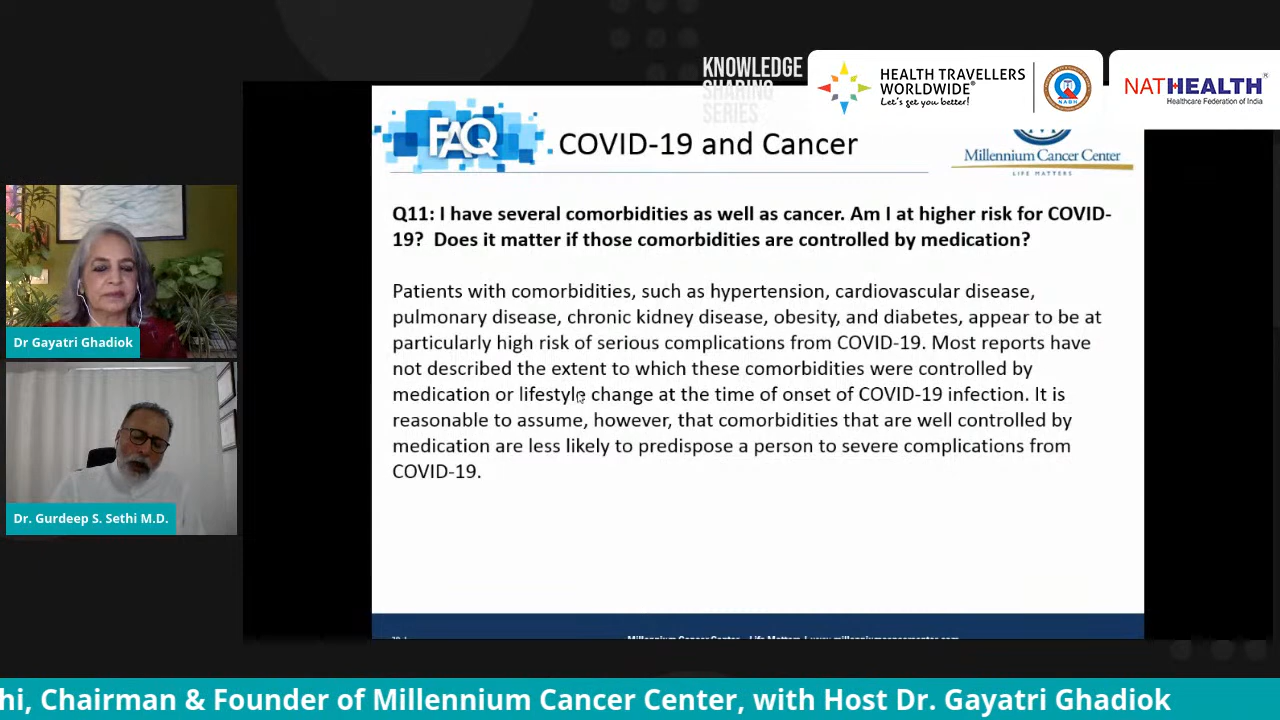 KNOWLEDGE
SHARING
SERIES
HEALTH TRAVELLERS
WORLDWIDE®
Let's get you better!
NABH
NATHEALTH®
Healthcare Federation of India
FAQ
COVID-19 and Cancer
Millennium Cancer Center
LIFE MATTERS
Q11: I have several comorbidities as well as cancer. Am I at higher risk for COVID-
19? Does it matter if those comorbidities are controlled by medication?
Patients with comorbidities, such as hypertension, cardiovascular disease,
pulmonary disease, chronic kidney disease, obesity, and diabetes, appear to be at
particularly high risk of serious complications from COVID-19. Most reports have
not described the extent to which these comorbidities were controlled by
medication or lifestyle change at the time of onset of COVID-19 infection. It is
reasonable to assume, however, that comorbidities that are well controlled by
medication are less likely to predispose a person to severe complications from
COVID-19.
Dr Gayatri Ghadiok
Dr. Gurdeep S. Sethi M.D.
Millennium Cancer Center
hi, Chairman & Founder of Millennium Cancer Center, with Host Dr. Gayatri Ghadiok